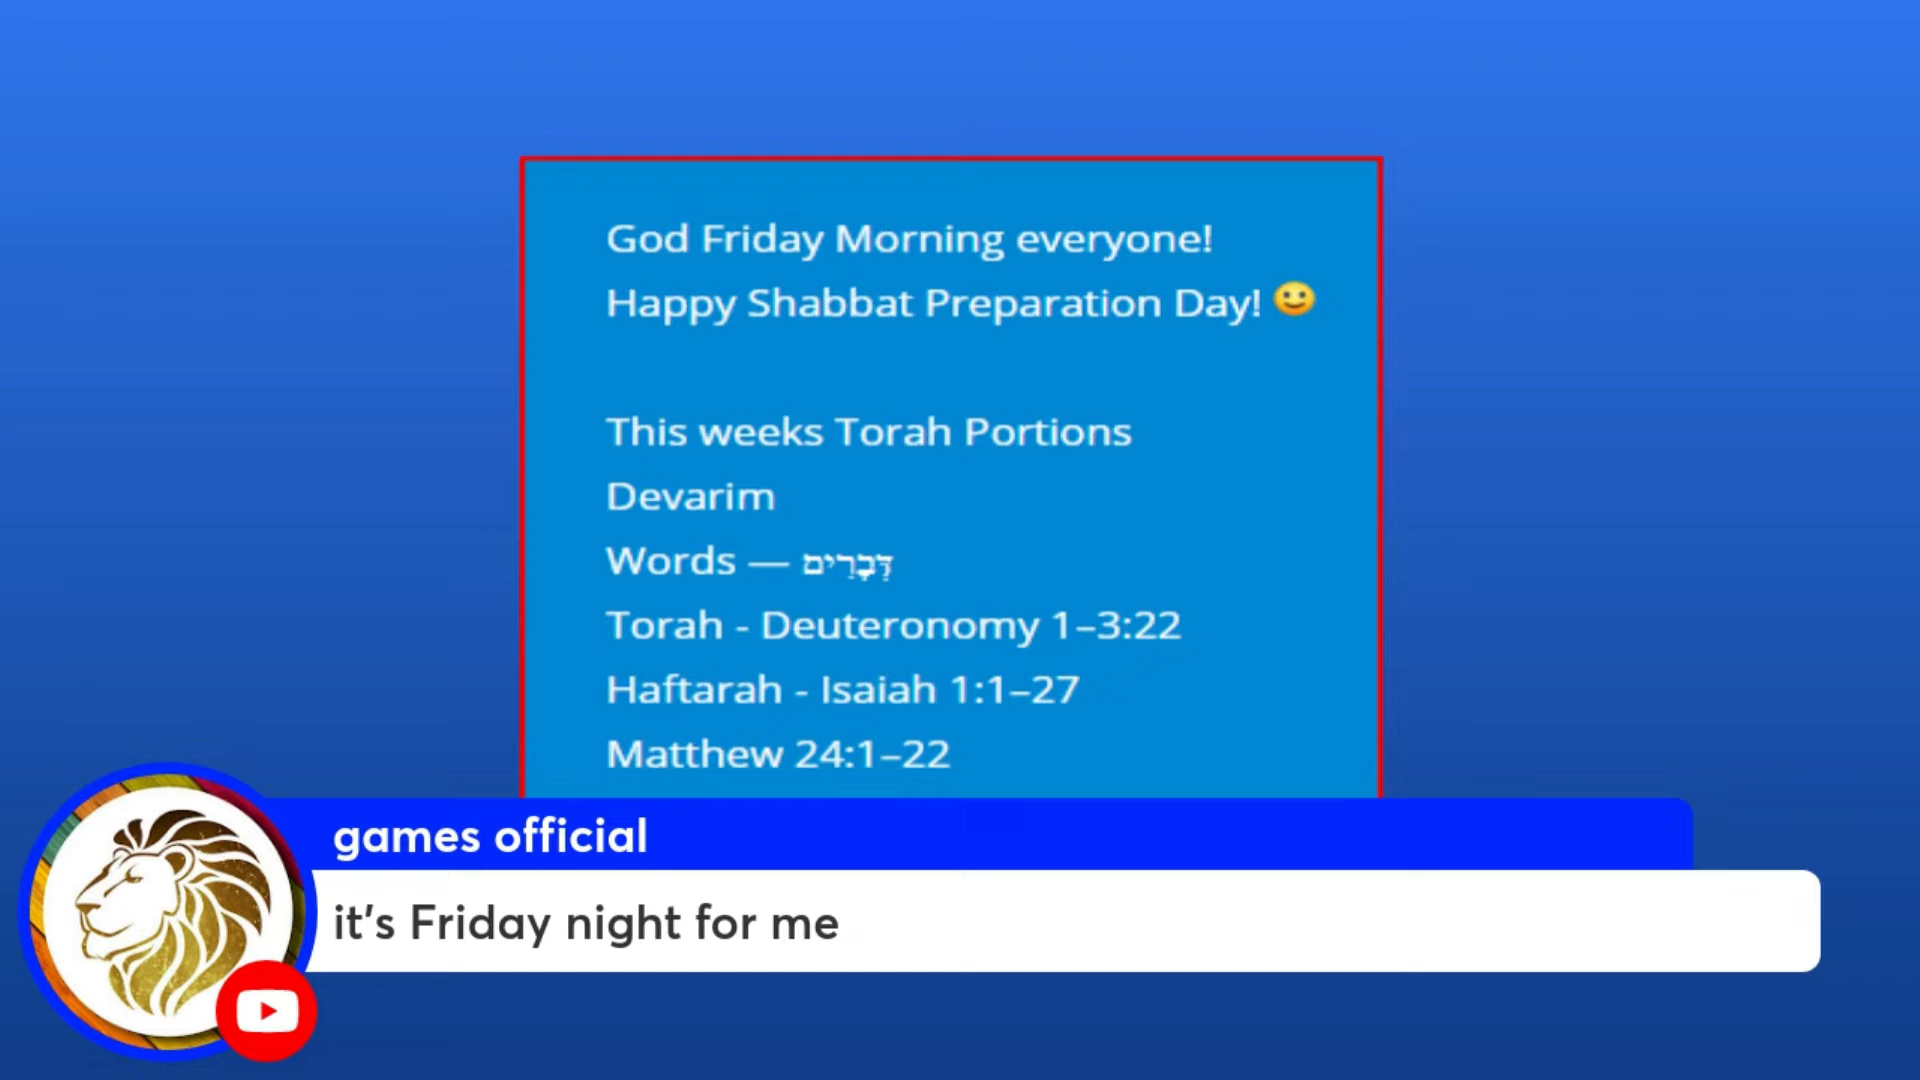 God Friday Morning everyone!
Happy Shabbat Preparation Day! 🙂
This weeks Torah Portions
Devarim
Words — דְּבָרִים
Torah - Deuteronomy 1–3:22
Haftarah - Isaiah 1:1–27
Matthew 24:1–22
games official
it's Friday night for me